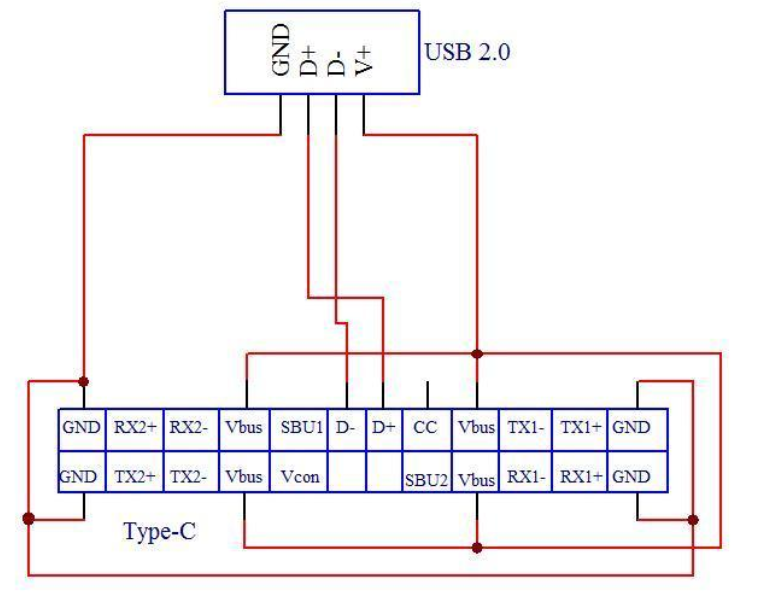 GND
D+
D-
V+
USB 2.0
GND RX2+ RX2- Vbus SBU1 D- D+ CC Vbus TX1- TX1+ GND
GND TX2+ TX2- Vbus Vcon SBU2 Vbus RX1- RX1+ GND
Type-C